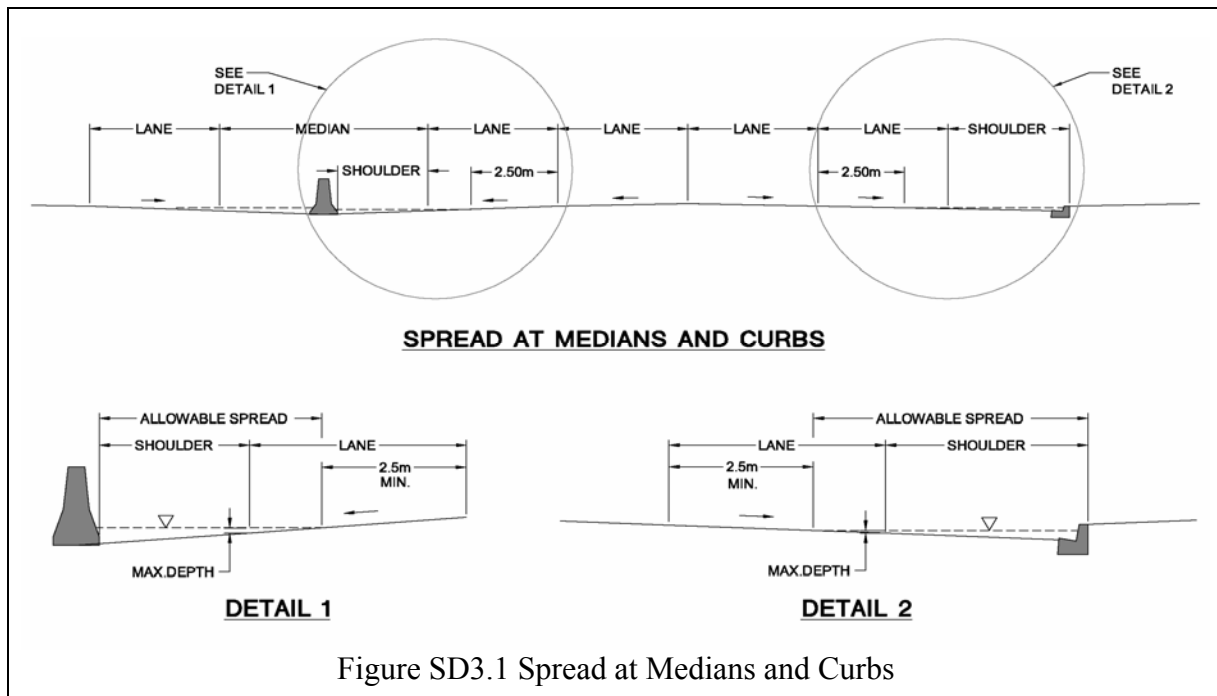 SEE
DETAIL 1
SEE
DETAIL 2
LANE MEDIAN LANE LANE LANE LANE SHOULDER
SHOULDER 2.50m 2.50m
SPREAD AT MEDIANS AND CURBS
ALLOWABLE SPREAD
SHOULDER LANE
2.5m
MIN.
MAX.DEPTH
DETAIL 1
ALLOWABLE SPREAD
LANE SHOULDER
2.5m
MIN.
MAX.DEPTH
DETAIL 2
Figure SD3.1 Spread at Medians and Curbs